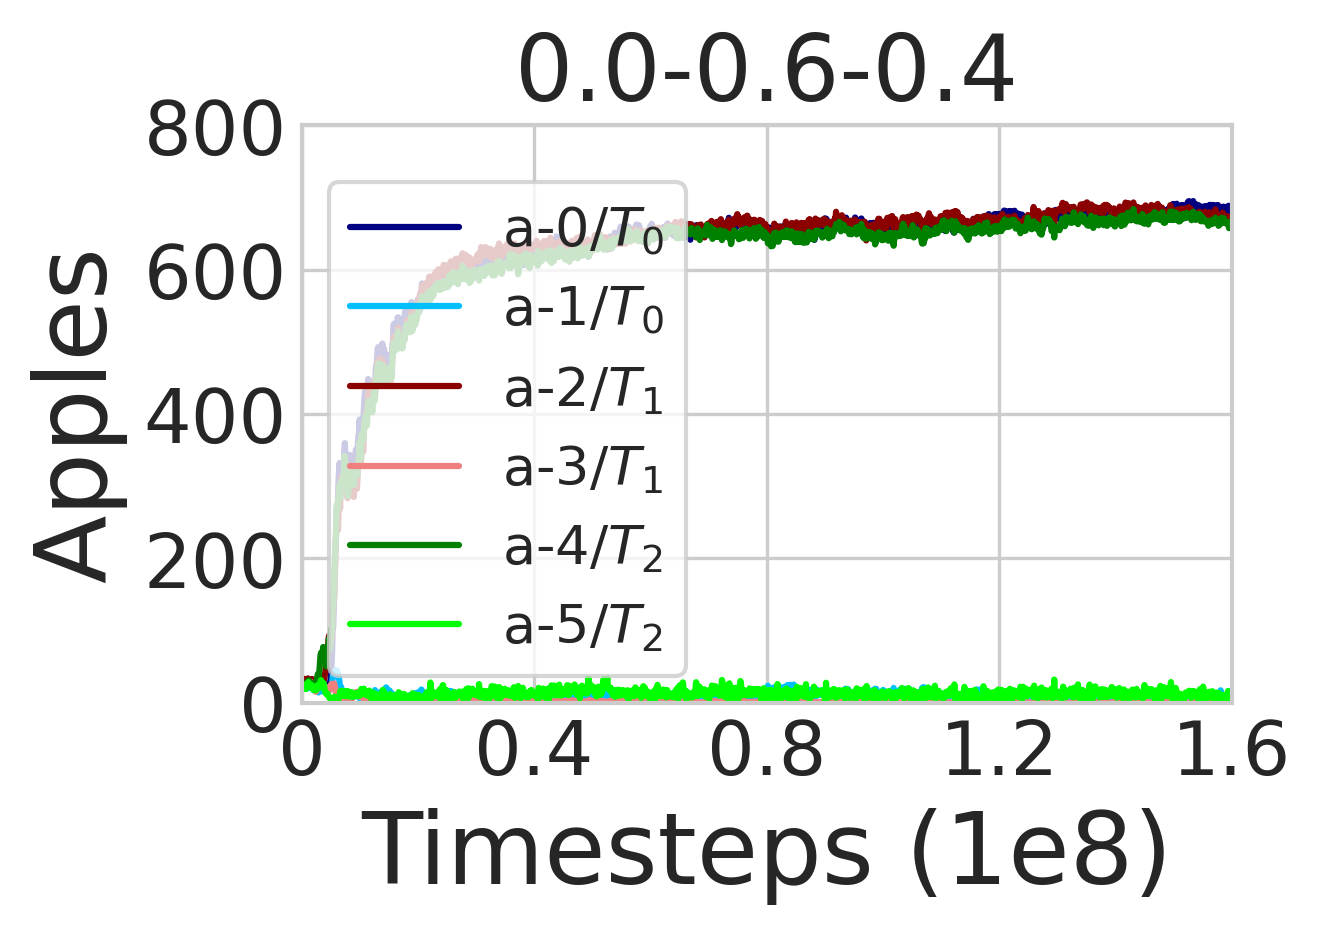 0.0-0.6-0.4
800
600
400
200
0
Apples
a-0/T₀
a-1/T₀
a-2/T₁
a-3/T₁
a-4/T₂
a-5/T₂
0 0.4 0.8 1.2 1.6
Timesteps (1e8)